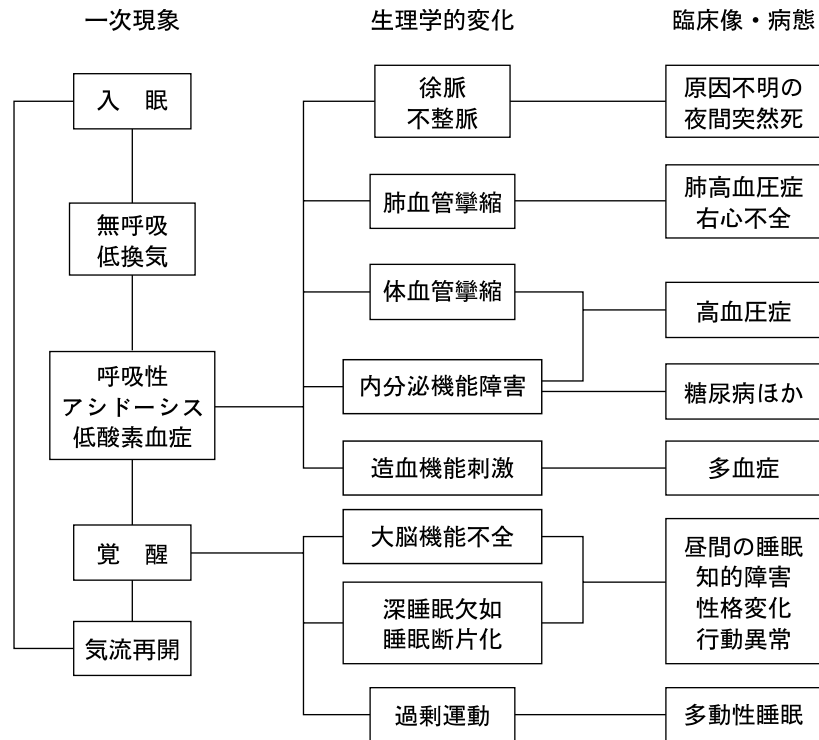 一次現象
入　眠
無呼吸
低換気
呼吸性
アシドーシス
低酸素血症
覚　醒
気流再開
生理学的変化
徐脈
不整脈
肺血管攣縮
体血管攣縮
内分泌機能障害
造血機能刺激
大脳機能不全
深睡眠欠如
睡眠断片化
過剰運動
臨床像・病態
原因不明の
夜間突然死
肺高血圧症
右心不全
高血圧症
糖尿病ほか
多血症
昼間の睡眠
知的障害
性格変化
行動異常
多動性睡眠